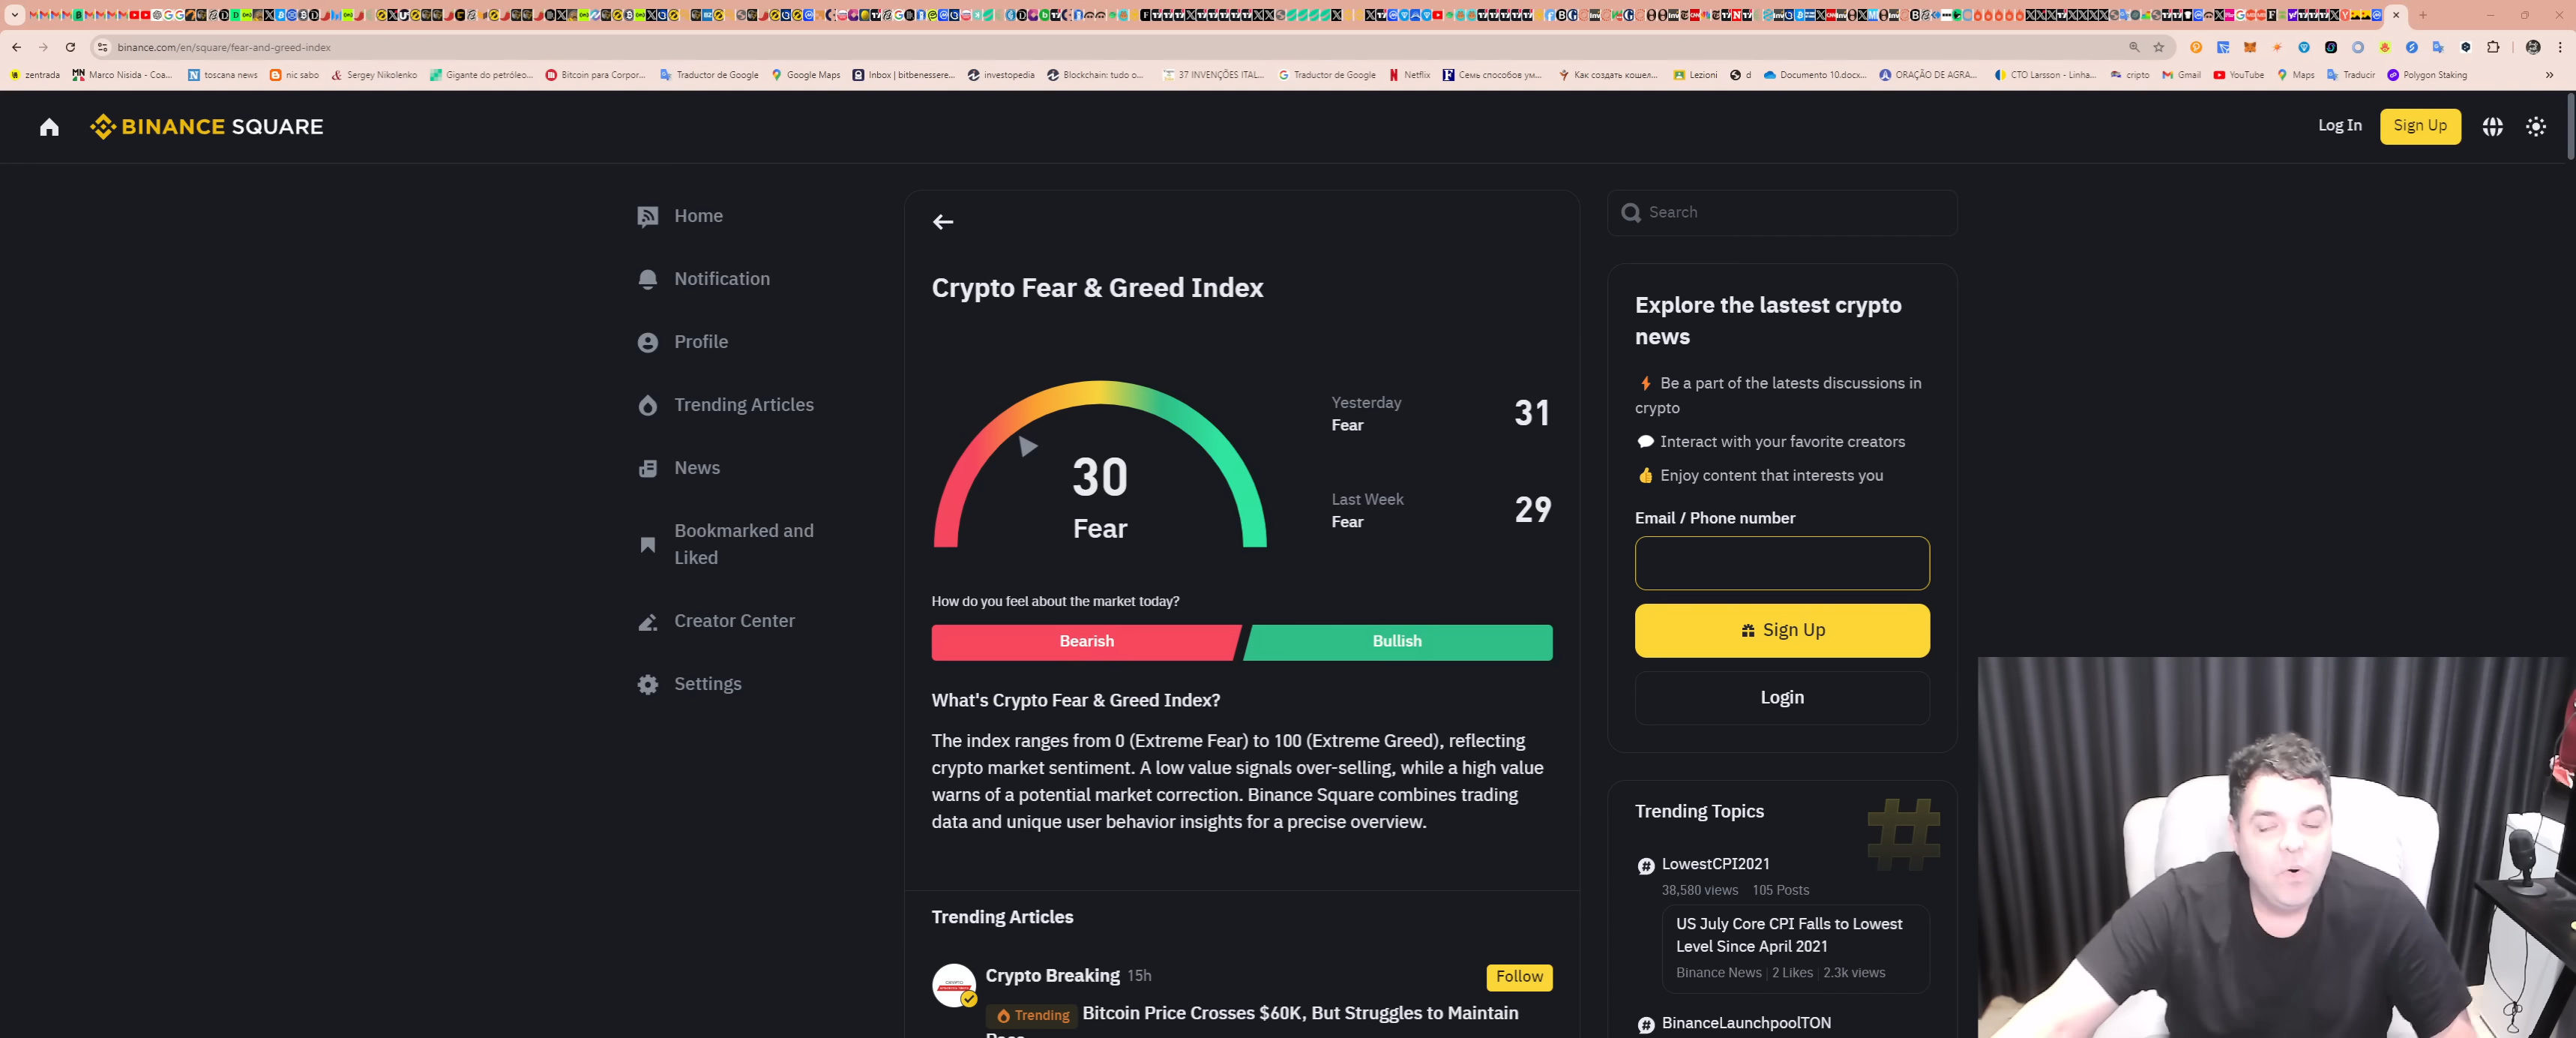 binance.com/en/square/fear-and-greed-index
zentrada
Marco Nisida - Coa...
toscana news
nic sabo
Sergey Nikolenko
Gigante do petróleo...
Bitcoin para Corpor...
Traductor de Google
Google Maps
Inbox | bitbenessere...
investopedia
Blockchain: tudo o...
37 INVENÇÕES ITAL...
Traductor de Google
Netflix
Семь способов ум...
Как создать кошел...
Lezioni
d
Documento 10.docx...
ORAÇÃO DE AGRA...
CTO Larsson - Linha...
cripto
Gmail
YouTube
Maps
Traducir
Polygon Staking
BINANCE SQUARE
Log In
Sign Up
Home
Notification
Profile
Trending Articles
News
Bookmarked and
Liked
Creator Center
Settings
Crypto Fear & Greed Index
30
Fear
Yesterday
Fear
31
Last Week
Fear
29
How do you feel about the market today?
Bearish
Bullish
What's Crypto Fear & Greed Index?
The index ranges from 0 (Extreme Fear) to 100 (Extreme Greed), reflecting
crypto market sentiment. A low value signals over-selling, while a high value
warns of a potential market correction. Binance Square combines trading
data and unique user behavior insights for a precise overview.
Trending Articles
Crypto Breaking 15h
Follow
Trending Bitcoin Price Crosses $60K, But Struggles to Maintain
Search
Explore the lastest crypto
news
Be a part of the latests discussions in
crypto
Interact with your favorite creators
Enjoy content that interests you
Email / Phone number
Sign Up
Login
Trending Topics
LowestCPI2021
38,580 views 105 Posts
US July Core CPI Falls to Lowest
Level Since April 2021
Binance News | 2 Likes | 2.3k views
BinanceLaunchpoolTON